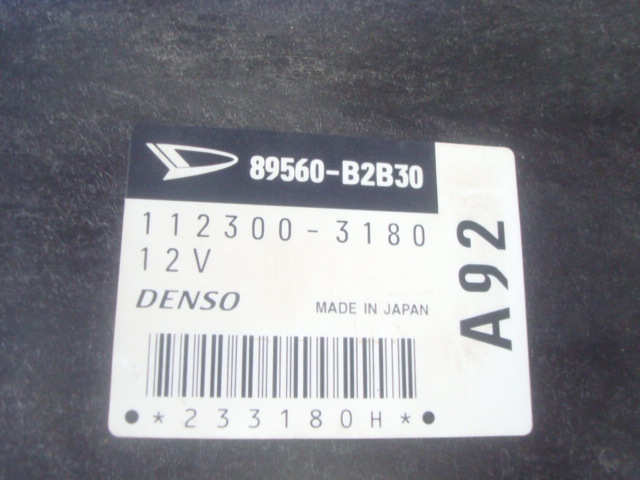 89560-B2B30
112300-3180
12V
DENSO MADE IN JAPAN
*233180H*
A92